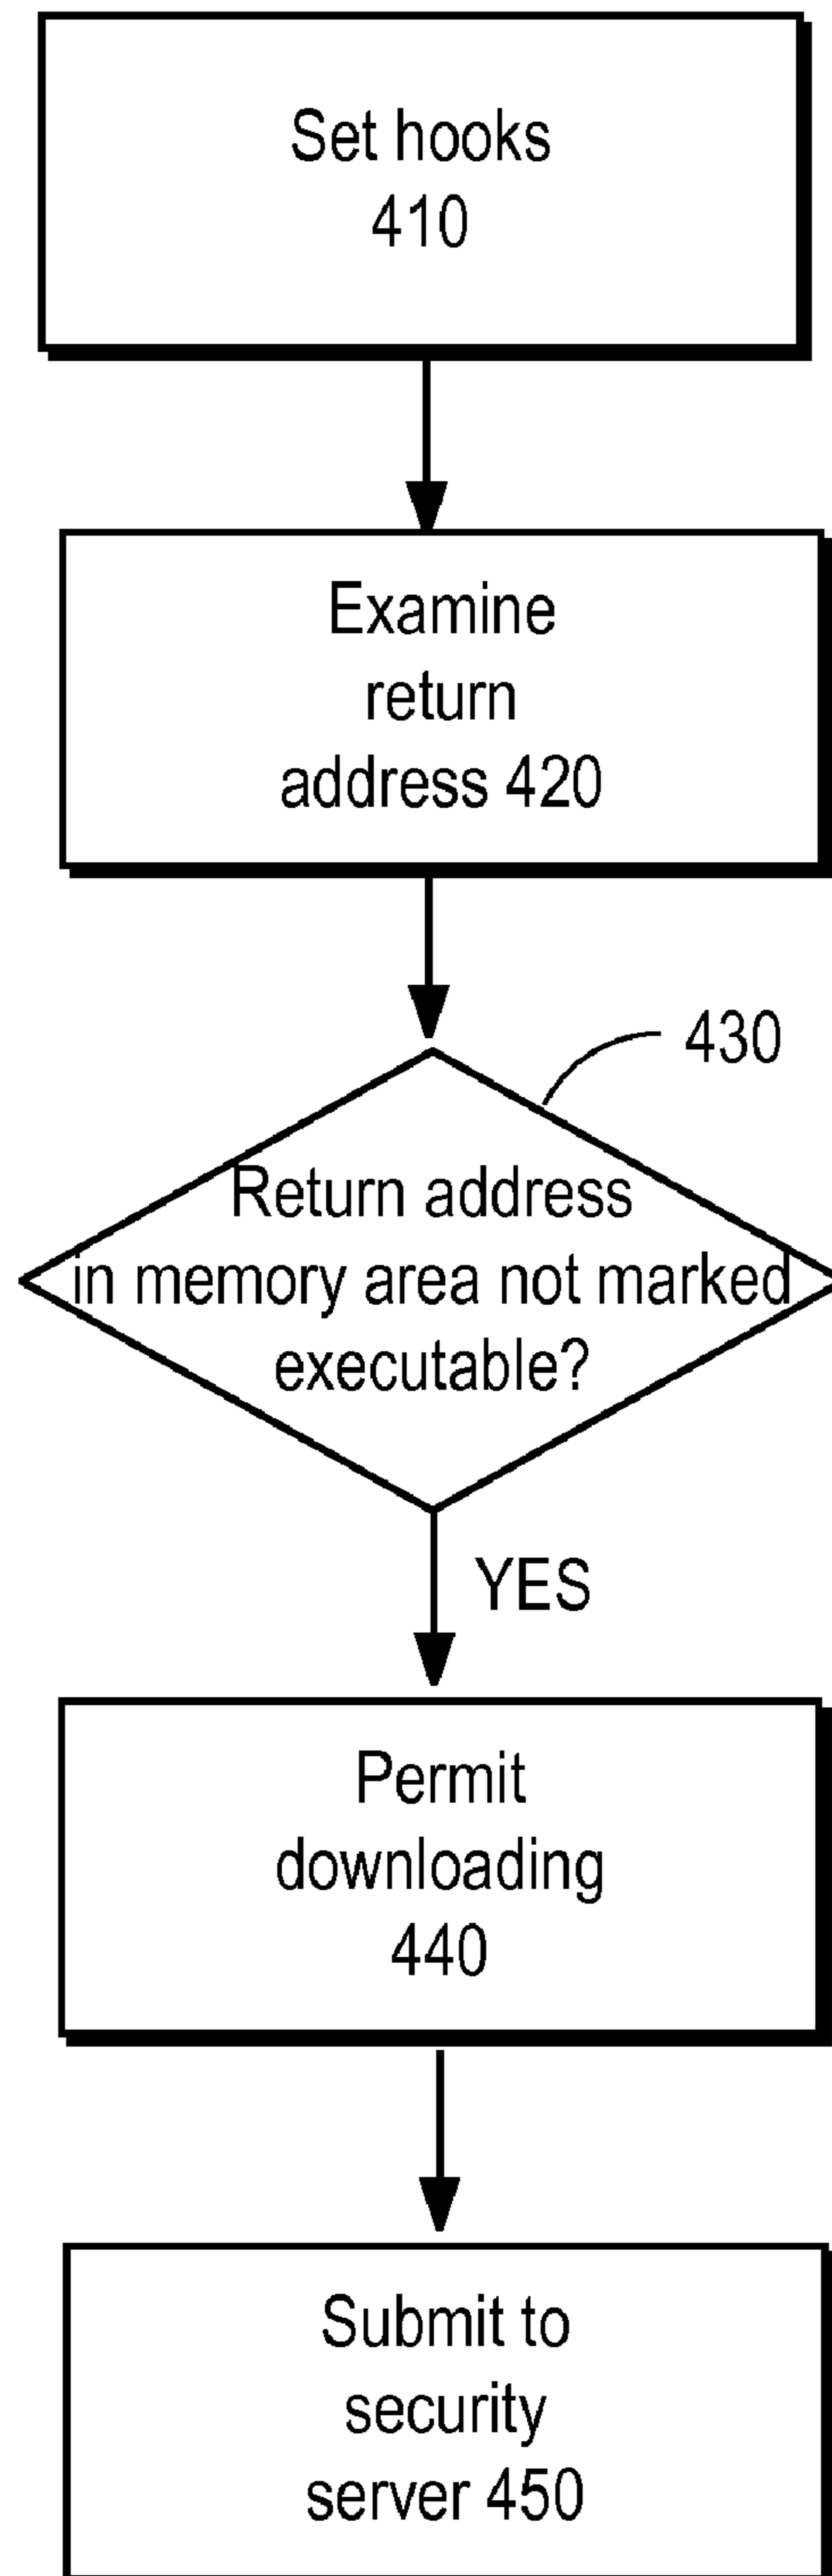 Set hooks
410
Examine
return
address 420
430
Return address
in memory area not marked
executable?
YES
Permit
downloading
440
Submit to
security
server 450